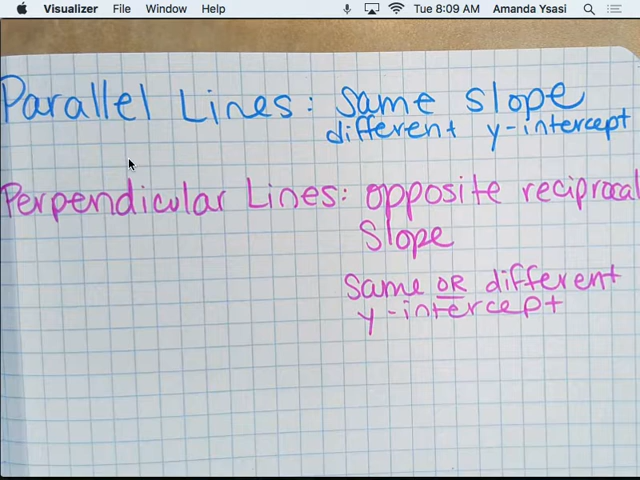 Visualizer File Window Help Tue 8:09 AM Amanda Ysasi
Parallel Lines: Same slope
different y-intercept
Perpendicular Lines: opposite reciprocal
Slope
Same OR different
y-intercept